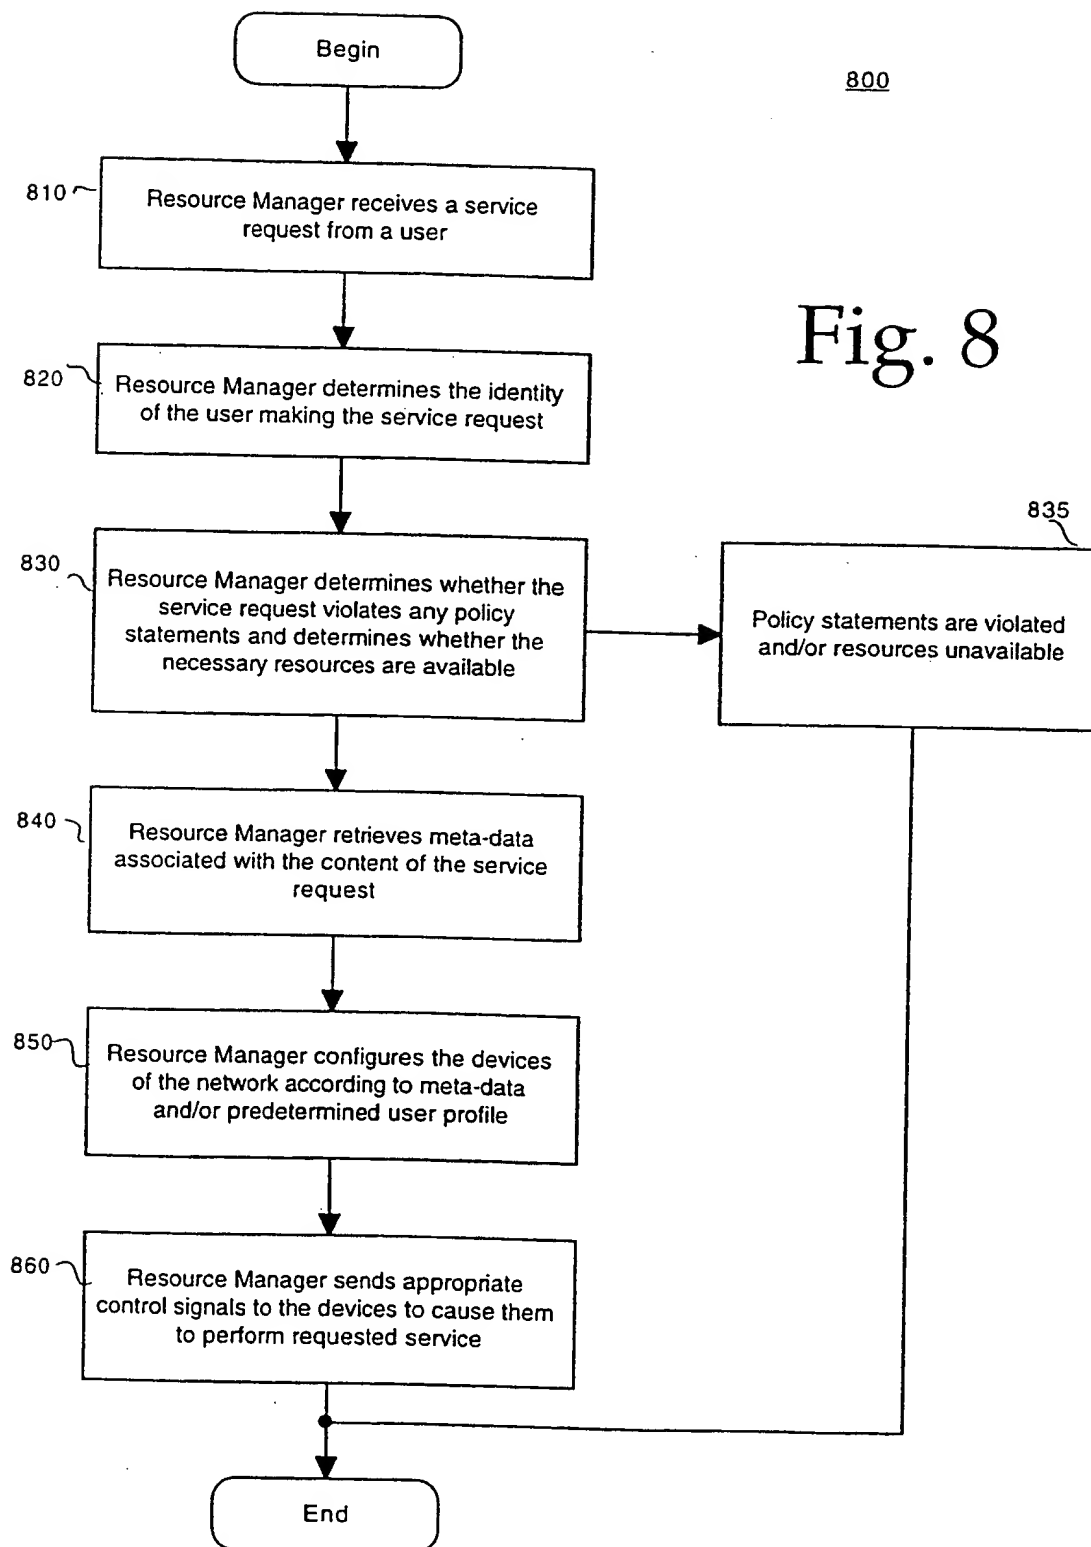 Begin
800
810
Resource Manager receives a service
request from a user
Fig. 8
820
Resource Manager determines the identity
of the user making the service request
835
830
Resource Manager determines whether the
service request violates any policy
statements and determines whether the
necessary resources are available
Policy statements are violated
and/or resources unavailable
840
Resource Manager retrieves meta-data
associated with the content of the service
request
850
Resource Manager configures the devices
of the network according to meta-data
and/or predetermined user profile
860
Resource Manager sends appropriate
control signals to the devices to cause them
to perform requested service
End